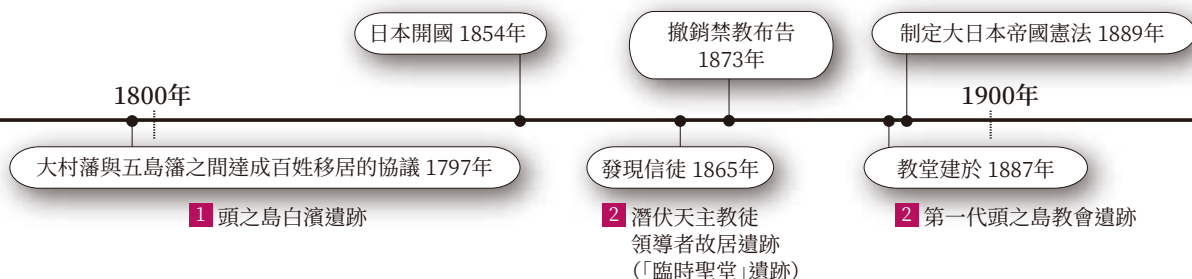 日本開國 1854年
撤銷禁教布告
1873年
制定大日本帝國憲法 1889年
1800年
1900年
大村藩與五島籓之間達成百姓移居的協議 1797年
發現信徒 1865年
教堂建於 1887年
1 頭之島白濱遺跡
2 潛伏天主教徒
領導者故居遺跡
(「臨時聖堂」遺跡)
2 第一代頭之島教會遺跡